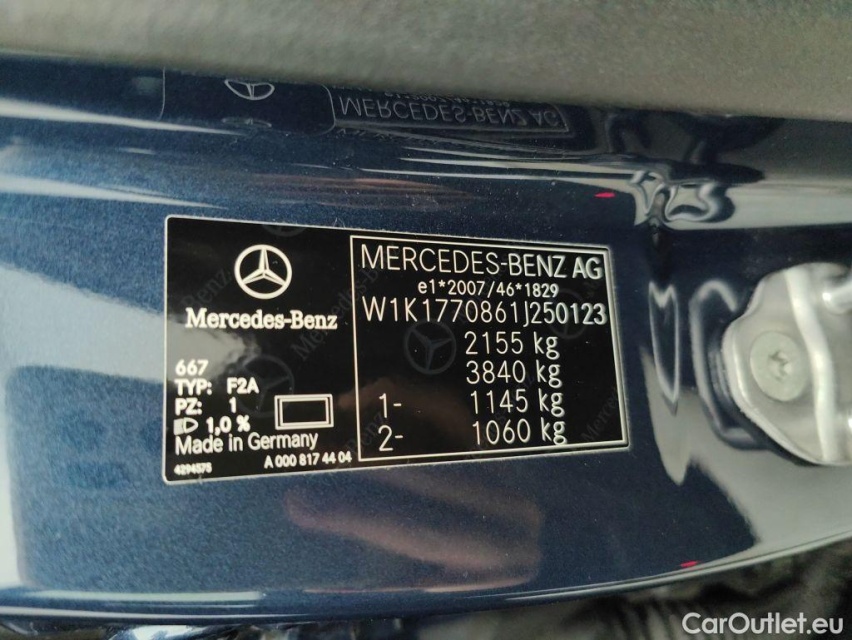 MERCEDES-BENZ AG
Mercedes-Benz
667
TYP: F2A
PZ: 1
1,0 %
Made in Germany
4294575 A 000 817 44 04
MERCEDES-BENZ AG
e1*2007/46*1829
W1K1770861J250123
2155 kg
3840 kg
1- 1145 kg
2- 1060 kg
CarOutlet.eu